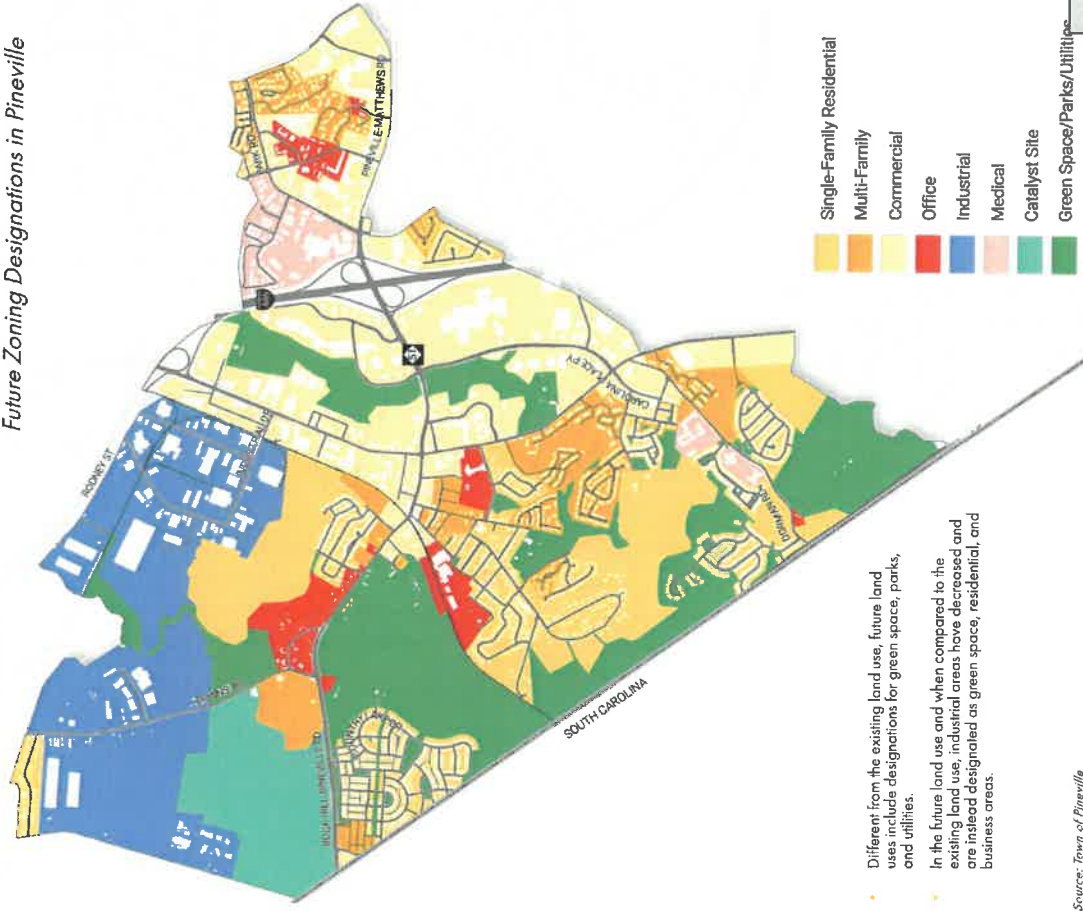 Future Zoning Designations in Pineville
RODNEY ST
PARK RD
PINEVILLE-MATTHEWS RD
51
CAROLINA PLACE PY
DORMAN RD
SOUTH CAROLINA
Single-Family Residential
Multi-Family
Commercial
Office
Industrial
Medical
Catalyst Site
Green Space/Parks/Utilities
Different from the existing land use, future land
uses include designations for green space, parks,
and utilities.
In the future land use and when compared to the
existing land use, industrial areas have decreased and
are instead designated as green space, residential, and
business areas.
Source: Town of Pineville